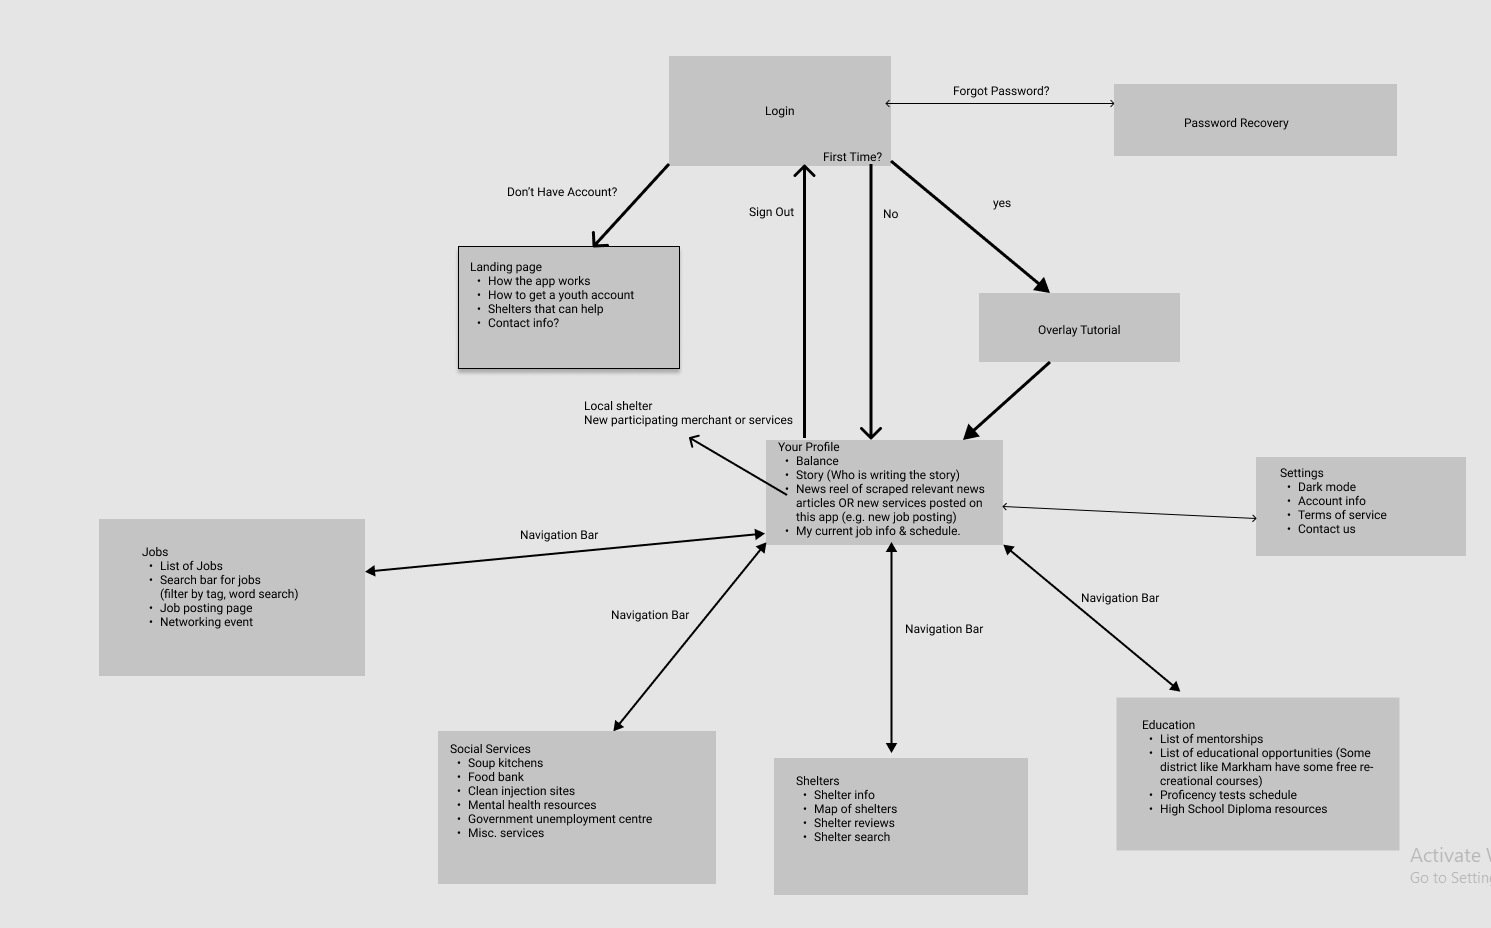 Login
Forgot Password?
Password Recovery
First Time?
Don't Have Account?
Sign Out
No
yes
Landing page
• How the app works
• How to get a youth account
• Shelters that can help
• Contact info?
Overlay Tutorial
Local shelter
New participating merchant or services
Your Profile
• Balance
• Story (Who is writing the story)
• News reel of scraped relevant news
articles OR new services posted on
this app (e.g. new job posting)
• My current job info & schedule.
Settings
• Dark mode
• Account info
• Terms of service
• Contact us
Navigation Bar
Jobs
• List of Jobs
• Search bar for jobs
(filter by tag, word search)
• Job posting page
• Networking event
Navigation Bar
Navigation Bar
Navigation Bar
Social Services
• Soup kitchens
• Food bank
• Clean injection sites
• Mental health resources
• Government unemployment centre
• Misc. services
Shelters
• Shelter info
• Map of shelters
• Shelter reviews
• Shelter search
Education
• List of mentorships
• List of educational opportunities (Some
district like Markham have some free re-
creational courses)
• Proficency tests schedule
• High School Diploma resources
Activate
Go to Settin